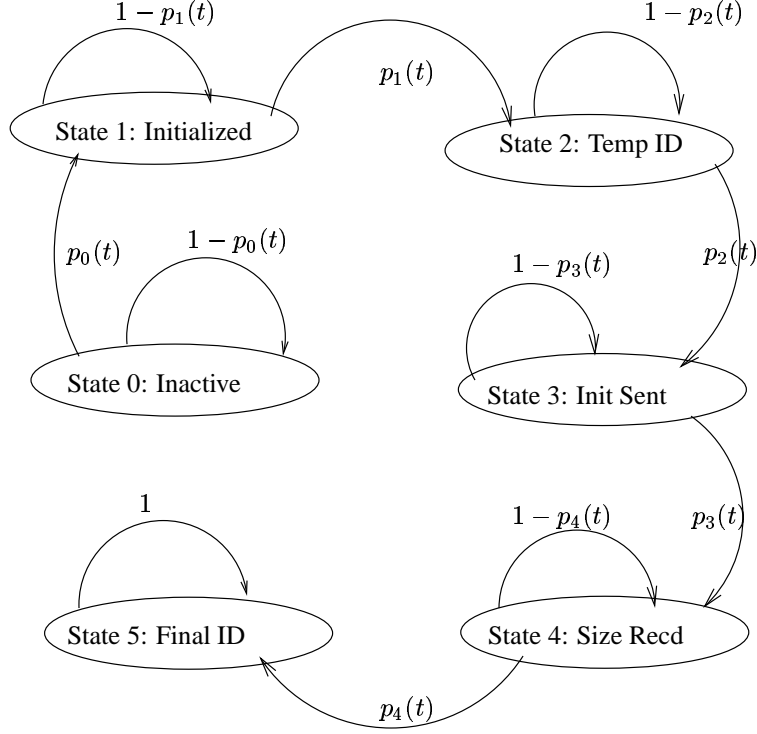 1 − p₁(t)
1 − p₂(t)
p₁(t)
State 1: Initialized
State 2: Temp ID
p₀(t)
1 − p₀(t)
p₂(t)
1 − p₃(t)
State 0: Inactive
State 3: Init Sent
1
1 − p₄(t)
p₃(t)
State 5: Final ID
State 4: Size Recd
p₄(t)